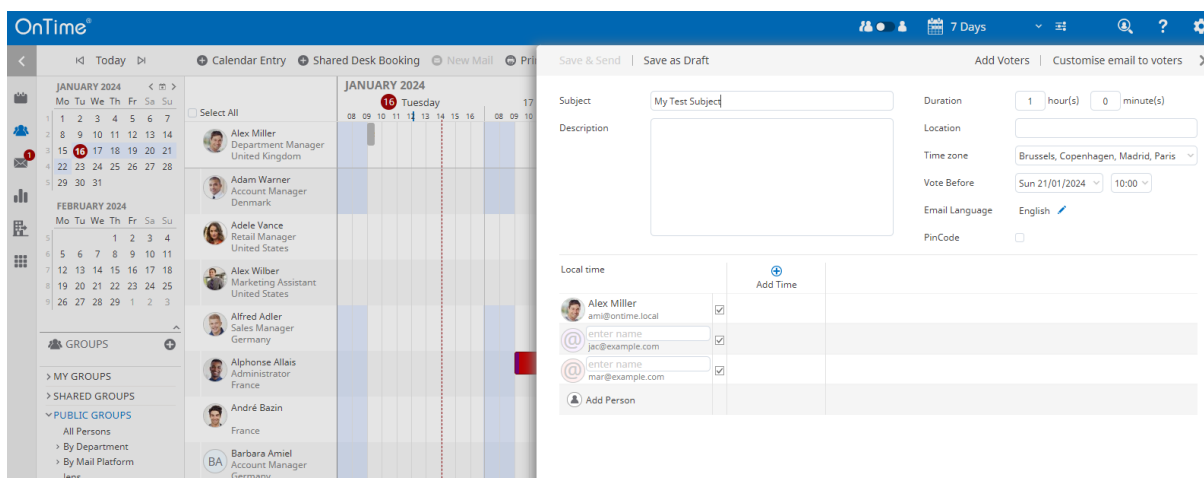 OnTime®
7 Days
?
Today
Calendar Entry
Shared Desk Booking
New Mail
Save & Send
Save as Draft
Add Voters
Customise email to voters
JANUARY 2024
Mo Tu We Th Fr Sa Su
1 1 2 3 4 5 6 7
2 8 9 10 11 12 13 14
3 15 16 17 18 19 20 21
4 22 23 24 25 26 27 28
5 29 30 31
FEBRUARY 2024
Mo Tu We Th Fr Sa Su
5 1 2 3 4
6 5 6 7 8 9 10 11
7 12 13 14 15 16 17 18
8 19 20 21 22 23 24 25
9 26 27 28 29 1 2 3
1
GROUPS
MY GROUPS
SHARED GROUPS
PUBLIC GROUPS
All Persons
By Department
By Mail Platform
Select All
JANUARY 2024
16 Tuesday 17
08 09 10 11 12 13 14 15 16 08 09 10
Alex Miller
Department Manager
United Kingdom
Adam Warner
Account Manager
Denmark
Adele Vance
Retail Manager
United States
Alex Wilber
Marketing Assistant
United States
Alfred Adler
Sales Manager
Germany
Alphonse Allais
Administrator
France
André Bazin
France
BA
Barbara Amiel
Account Manager
Germany
Subject
My Test Subject
Description
Duration
1 hour(s) 0 minute(s)
Location
Time zone
Brussels, Copenhagen, Madrid, Paris
Vote Before
Sun 21/01/2024 10:00
Email Language
English
PinCode
Local time
Add Time
Alex Miller
ami@ontime.local
@
enter name
jac@example.com
@
enter name
mar@example.com
Add Person